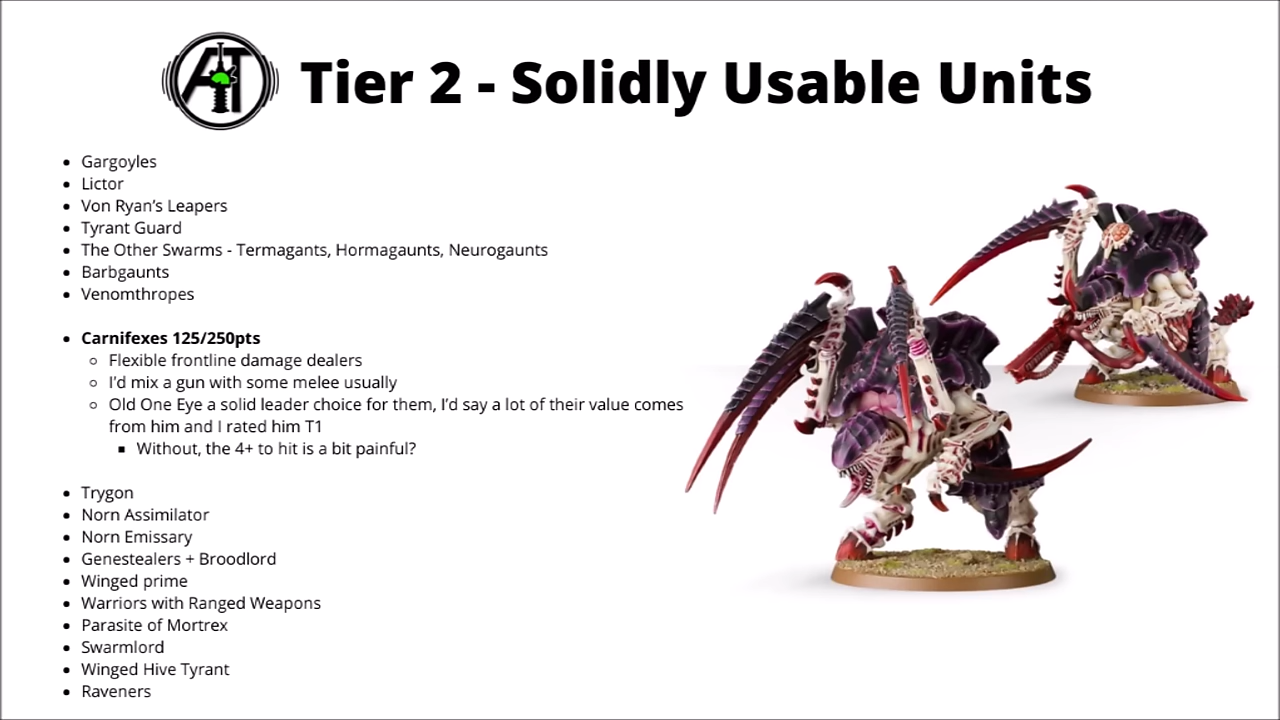 AT
Tier 2 - Solidly Usable Units
Gargoyles
Lictor
Von Ryan’s Leapers
Tyrant Guard
The Other Swarms - Termagants, Hormagaunts, Neurogaunts
Barbgaunts
Venomthropes
Carnifexes 125/250pts
Flexible frontline damage dealers
I’d mix a gun with some melee usually
Old One Eye a solid leader choice for them, I’d say a lot of their value comes
from him and I rated him T1
Without, the 4+ to hit is a bit painful?
Trygon
Norn Assimilator
Norn Emissary
Genestealers + Broodlord
Winged prime
Warriors with Ranged Weapons
Parasite of Mortrex
Swarmlord
Winged Hive Tyrant
Raveners